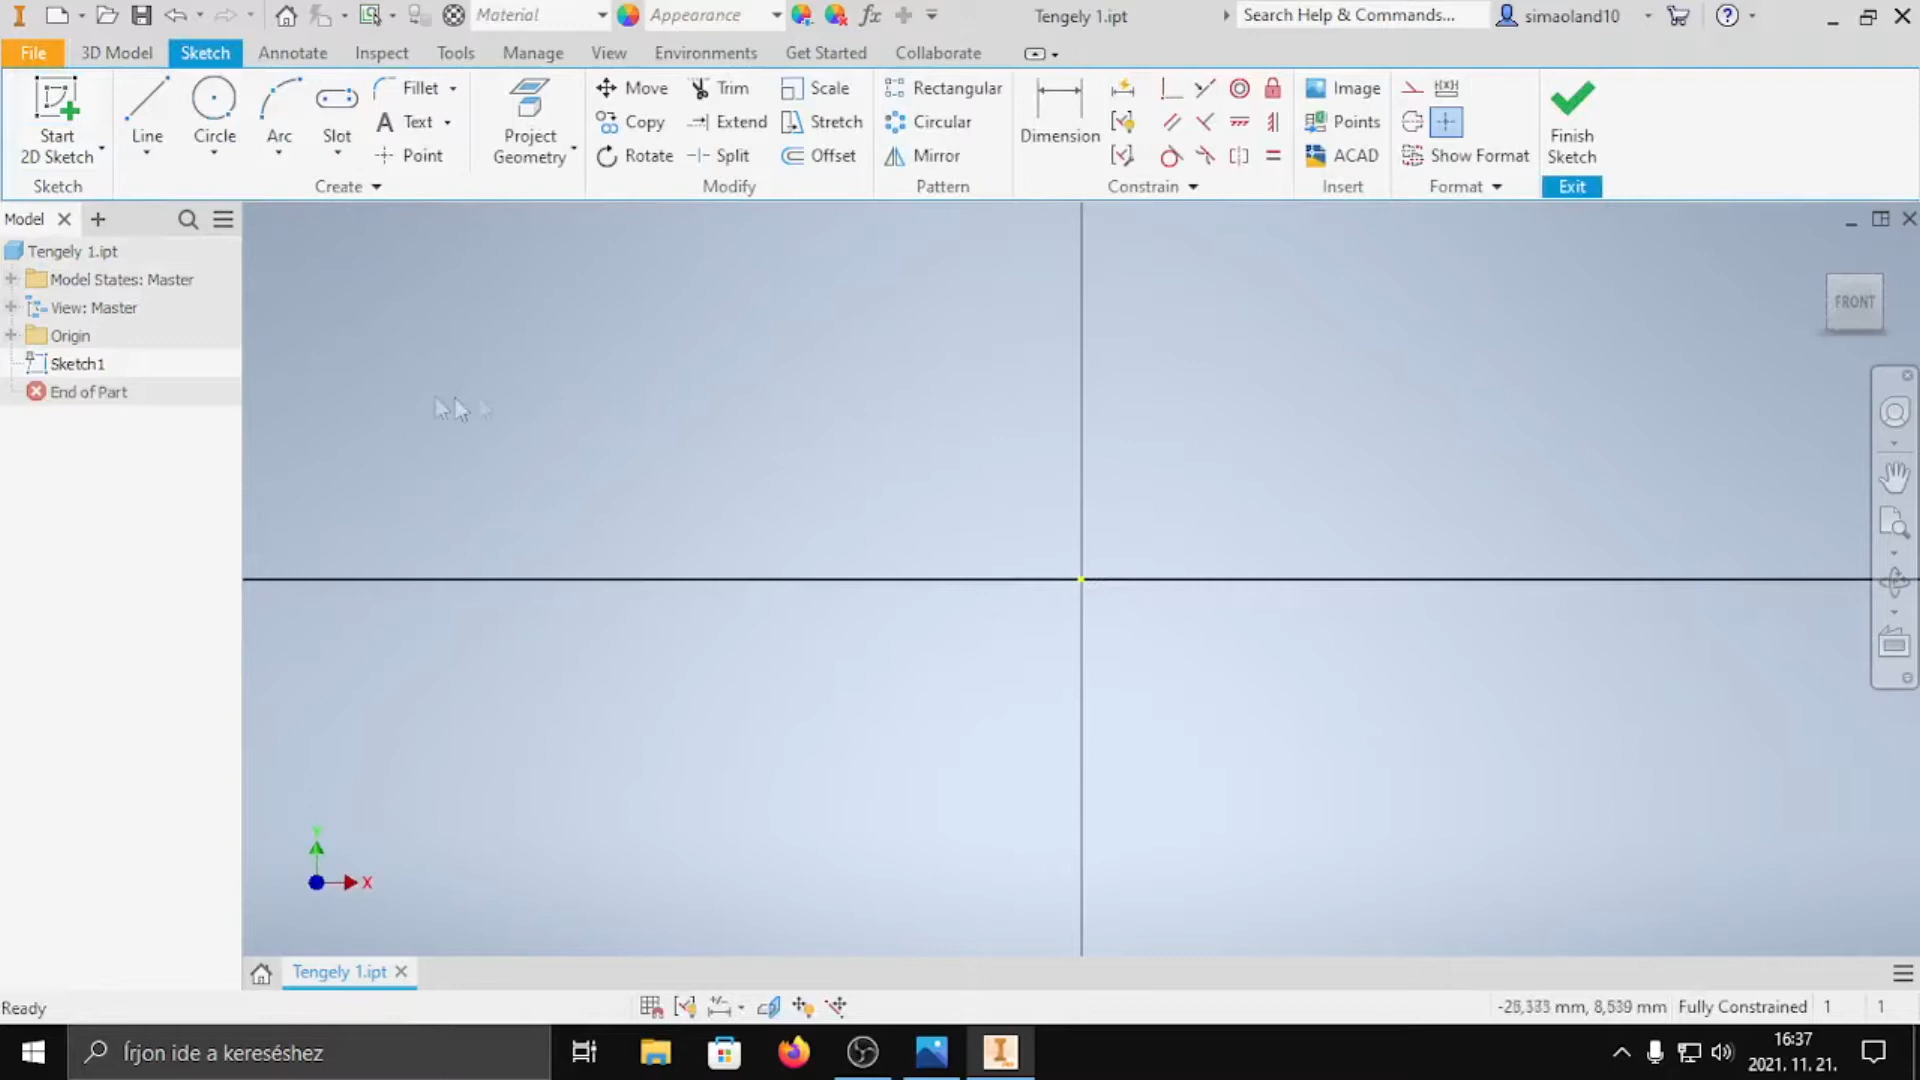 Material
Appearance
fx
Tengely 1.ipt
Search Help & Commands...
simaoland10
File
3D Model
Sketch
Annotate
Inspect
Tools
Manage
View
Environments
Get Started
Collaborate
Start
2D Sketch
Line
Circle
Arc
Slot
Fillet
Text
Point
Project
Geometry
Move
Copy
Rotate
Trim
Extend
Split
Scale
Stretch
Offset
Rectangular
Circular
Mirror
Dimension
Image
Points
ACAD
Show Format
Finish
Sketch
Sketch
Create
Modify
Pattern
Constrain
Insert
Format
Exit
Model
Tengely 1.ipt
Model States: Master
View: Master
Origin
Sketch1
End of Part
FRONT
Y
X
Tengely 1.ipt
Ready
-25,333 mm, 8,539 mm
Fully Constrained
1
1
Írjon ide a kereséshez
16:37
2021. 11. 21.